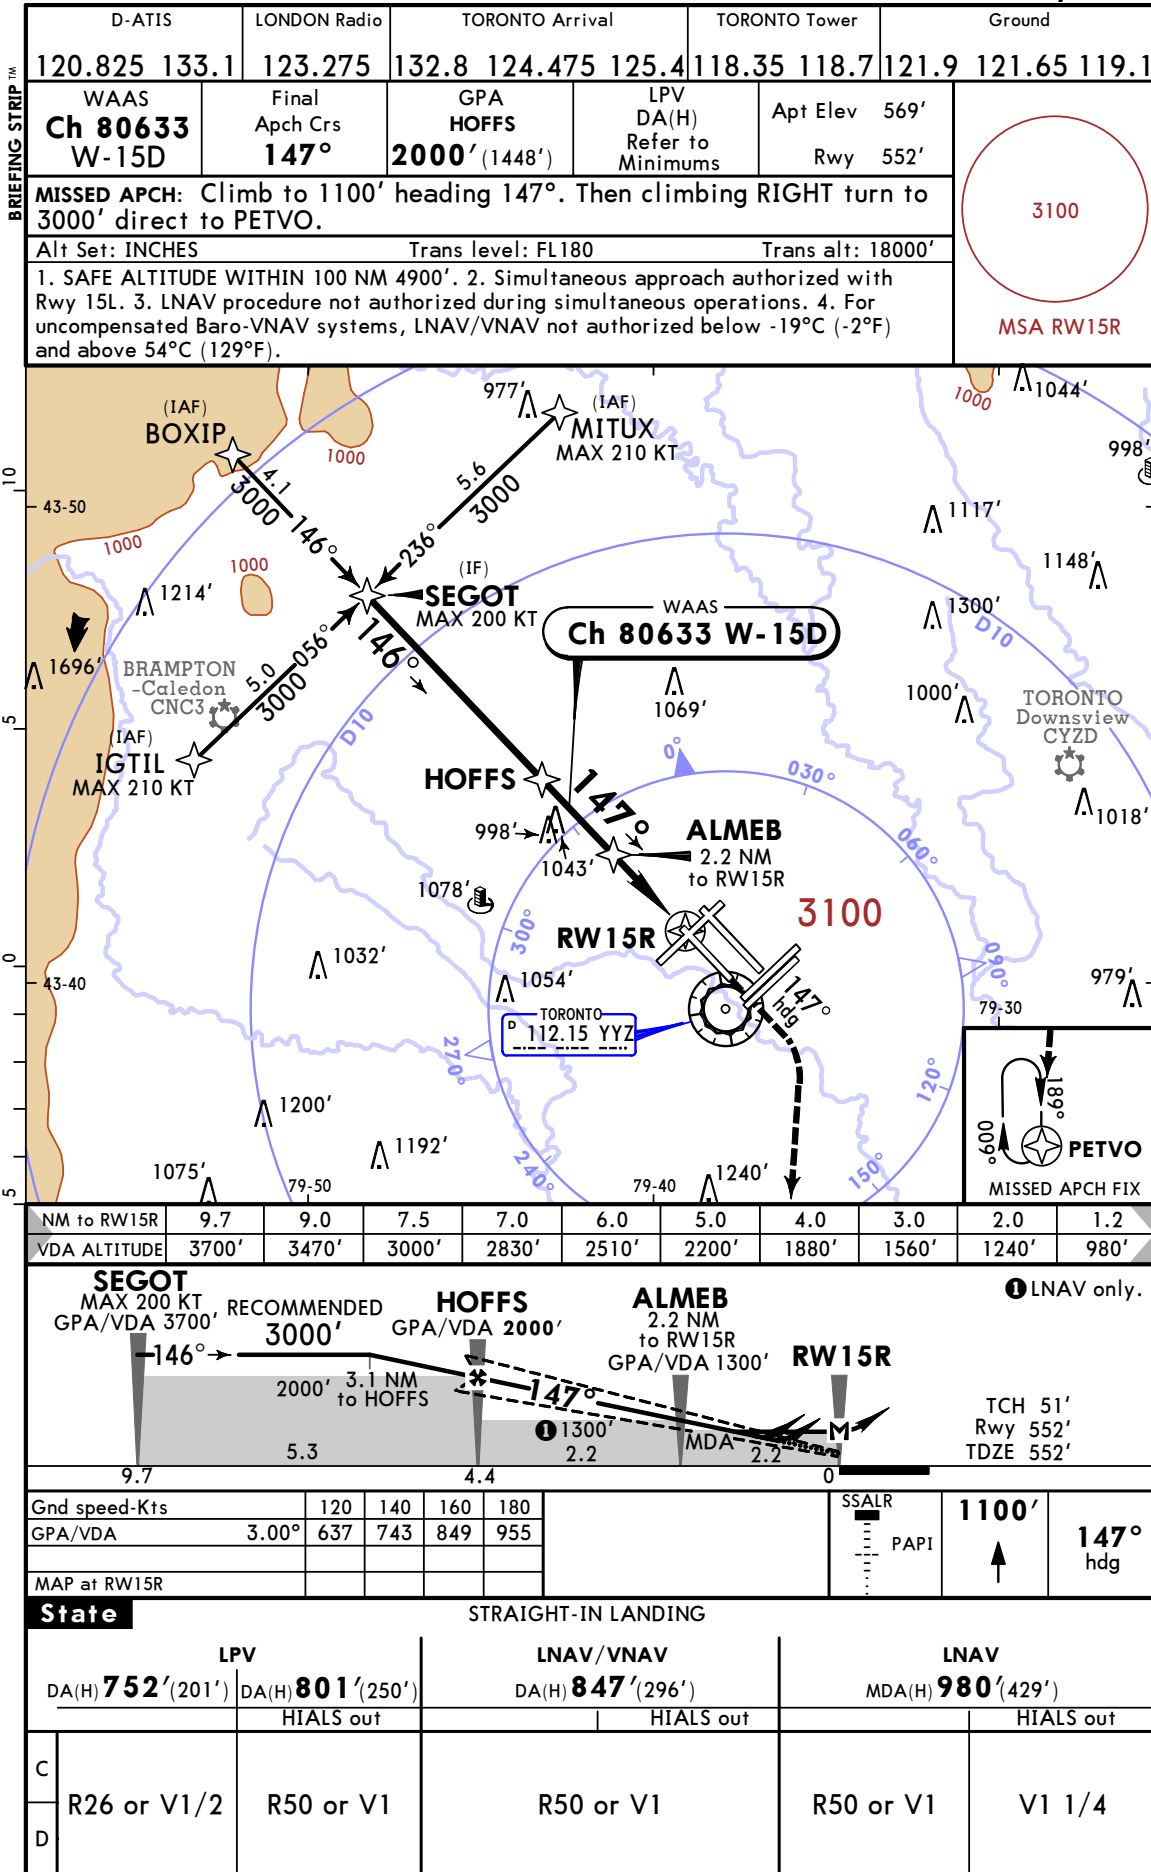 D-ATIS LONDON Radio TORONTO Arrival TORONTO Tower Ground
120.825 133.1 123.275 132.8 124.475 125.4 118.35 118.7 121.9 121.65 119.1
BRIEFING STRIP ™
WAAS
Ch 80633
W-15D
Final
Apch Crs
147°
GPA
HOFFS
2000′ (1448′)
LPV
DA(H)
Refer to
Minimums
Apt Elev 569′
Rwy 552′
3100
MSA RW15R
MISSED APCH: Climb to 1100′ heading 147°. Then climbing RIGHT turn to
3000′ direct to PETVO.
Alt Set: INCHES Trans level: FL180 Trans alt: 18000′
1. SAFE ALTITUDE WITHIN 100 NM 4900′. 2. Simultaneous approach authorized with
Rwy 15L. 3. LNAV procedure not authorized during simultaneous operations. 4. For
uncompensated Baro-VNAV systems, LNAV/VNAV not authorized below -19°C (-2°F)
and above 54°C (129°F).
(IAF)
BOXIP
977′
(IAF)
MITUX
MAX 210 KT
1000
1044′
1000
998′
4.1
3000
146°
5.6
3000
236°
10
43-50
1117′
1000
1000
1148′
1214′
(IF)
SEGOT
MAX 200 KT
WAAS
Ch 80633 W-15D
1300′
D10
146°
056°
5.0
3000
1696′
BRAMPTON
-Caledon
CNC3
1069′
1000′
TORONTO
Downsview
CYZD
5
D10
(IAF)
IGTIL
MAX 210 KT
0°
030°
HOFFS
147°
1018′
998′
1043′
ALMEB
2.2 NM
to RW15R
060°
1078′
3100
300°
RW15R
090°
0
1032′
1054′
43-40
979′
147°
hdg
79-30
TORONTO
D 112.15 YYZ
270°
120°
1200′
1192′
189°
009°
PETVO
MISSED APCH FIX
240°
150°
1075′
79-50
79-40
1240′
5
NM to RW15R 9.7 9.0 7.5 7.0 6.0 5.0 4.0 3.0 2.0 1.2
VDA ALTITUDE 3700′ 3470′ 3000′ 2830′ 2510′ 2200′ 1880′ 1560′ 1240′ 980′
SEGOT
MAX 200 KT
GPA/VDA 3700′
RECOMMENDED
3000′
HOFFS
GPA/VDA 2000′
ALMEB
2.2 NM
to RW15R
GPA/VDA 1300′
RW15R
1 LNAV only.
146°
2000′
3.1 NM
to HOFFS
147°
1 1300′
MDA
M
TCH 51′
Rwy 552′
TDZE 552′
5.3 2.2 2.2
9.7 4.4 0
Gnd speed-Kts 120 140 160 180
GPA/VDA 3.00° 637 743 849 955
MAP at RW15R
SSALR
PAPI
1100′
147°
hdg
State
STRAIGHT-IN LANDING
LPV LNAV/VNAV LNAV
DA(H) 752′(201′) DA(H) 801′(250′) DA(H) 847′(296′) MDA(H) 980′(429′)
HIALS out HIALS out HIALS out
C
D
R26 or V1/2 R50 or V1 R50 or V1 R50 or V1 V1 1/4